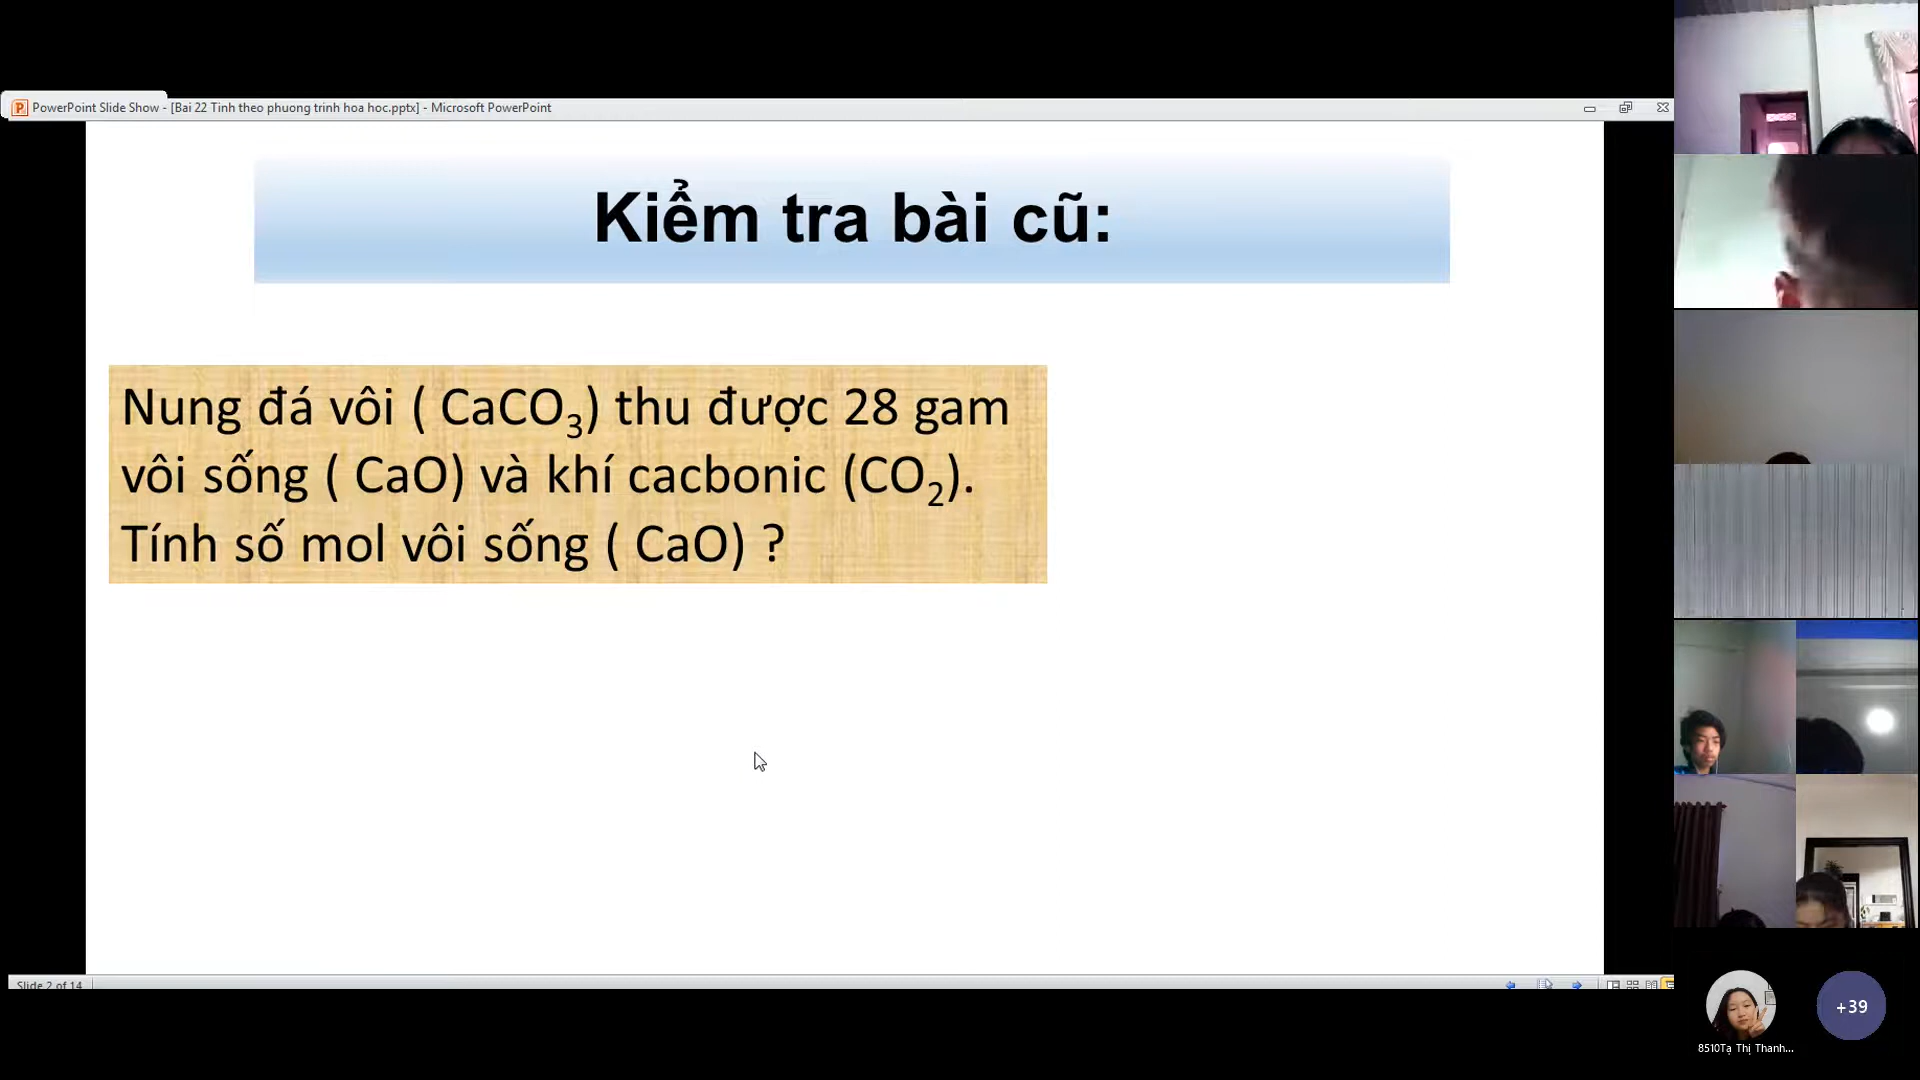 PowerPoint Slide Show - [Bai 22 Tinh theo phuong trinh hoa hoc.pptx] - Microsoft PowerPoint
Kiểm tra bài cũ:
Nung đá vôi ( CaCO₃) thu được 28 gam
vôi sống ( CaO) và khí cacbonic (CO₂).
Tính số mol vôi sống ( CaO) ?
Slide 2 of 14
+39
8510Tạ Thị Thanh...